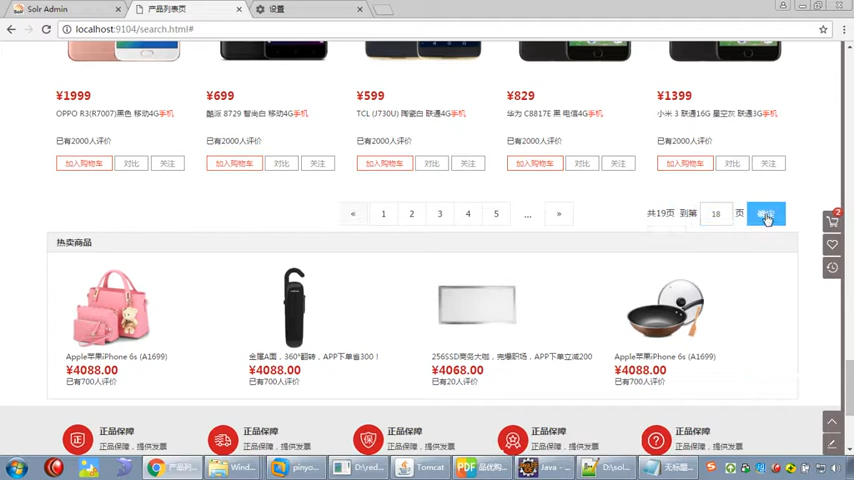 Solr Admin
产品列表页
设置
localhost:9104/search.html#
¥1999
¥699
¥599
¥829
¥1399
OPPO R3(R7007)黑色 移动4G手机
酷派 8729 智尚白 移动4G手机
TCL (J730U) 陶瓷白 联通4G手机
华为 C8817E 黑 电信4G手机
小米 3 联通16G 星空灰 联通3G手机
已有2000人评价
已有2000人评价
已有2000人评价
已有2000人评价
已有2000人评价
加入购物车 对比 关注
加入购物车 对比 关注
加入购物车 对比 关注
加入购物车 对比 关注
加入购物车 对比 关注
« 1 2 3 4 5 ... »
共19页 到第 18 页
2
热卖商品
Apple苹果iPhone 6s (A1699)
金属A面，360°翻转，APP下单省300！
256SSD商务大咖，完爆职场，APP下单立减200
Apple苹果iPhone 6s (A1699)
¥4088.00
¥4088.00
¥4068.00
¥4088.00
已有700人评价
已有700人评价
已有20人评价
已有700人评价
正品保障
正品保障
正品保障
正品保障
正品保障
正品保障，提供发票
正品保障，提供发票
正品保障，提供发票
正品保障，提供发票
正品保障，提供发票
产品列...
Wind...
pinyo...
D:\red...
Tomcat
品优购...
Java - ...
D:\sol...
无标题...